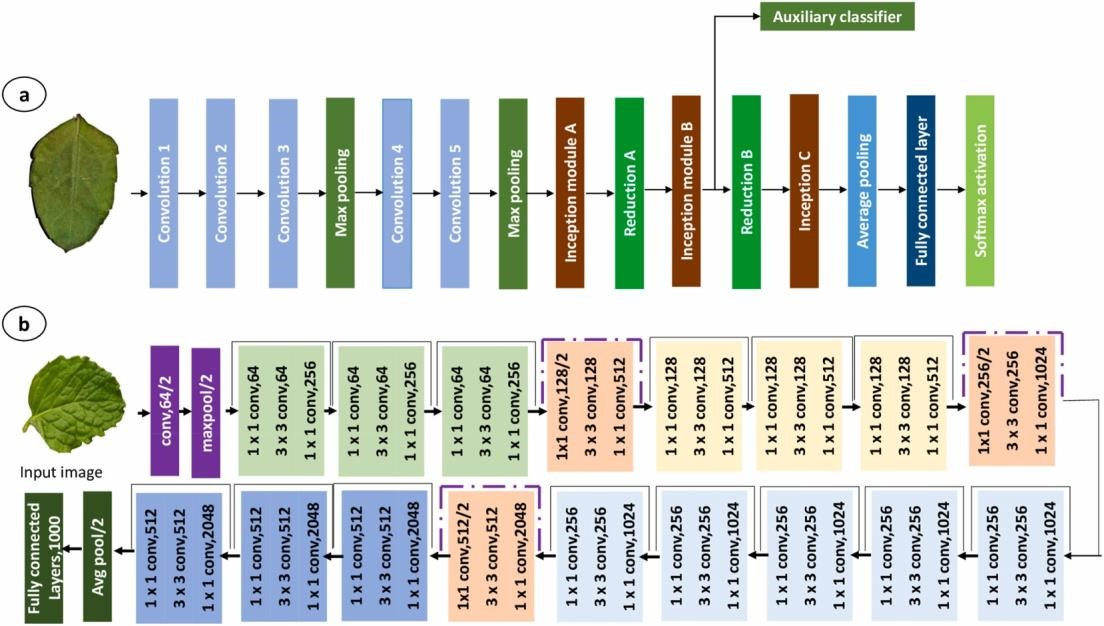 Auxiliary classifier
a
Convolution 1
Convolution 2
Convolution 3
Max pooling
Convolution 4
Convolution 5
Max pooling
Inception module A
Reduction A
Inception module B
Reduction B
Inception C
Average pooling
Fully connected layer
Softmax activation
b
Input image
conv,64/2
maxpool/2
1 x 1 conv,64
3 x 3 conv,64
1 x 1 conv,256
1 x 1 conv,64
3 x 3 conv,64
1 x 1 conv,256
1 x 1 conv,64
3 x 3 conv,64
1 x 1 conv,256
1x1 conv,128/2
3 x 3 conv,128
1 x 1 conv,512
1 x 1 conv,128
3 x 3 conv,128
1 x 1 conv,512
1 x 1 conv,128
3 x 3 conv,128
1 x 1 conv,512
1 x 1 conv,128
3 x 3 conv,128
1 x 1 conv,512
1x1 conv,256/2
3 x 3 conv,256
1 x 1 conv,1024
1 x 1 conv,256
3 x 3 conv,256
1 x 1 conv,1024
1 x 1 conv,256
3 x 3 conv,256
1 x 1 conv,1024
1 x 1 conv,256
3 x 3 conv,256
1 x 1 conv,1024
1 x 1 conv,256
3 x 3 conv,256
1 x 1 conv,1024
1 x 1 conv,256
3 x 3 conv,256
1 x 1 conv,1024
1x1 conv,512/2
3 x 3 conv,512
1 x 1 conv,2048
1 x 1 conv,512
3 x 3 conv,512
1 x 1 conv,2048
1 x 1 conv,512
3 x 3 conv,512
1 x 1 conv,2048
1 x 1 conv,512
3 x 3 conv,512
1 x 1 conv,2048
Avg pool/2
Fully connected
Layers,1000